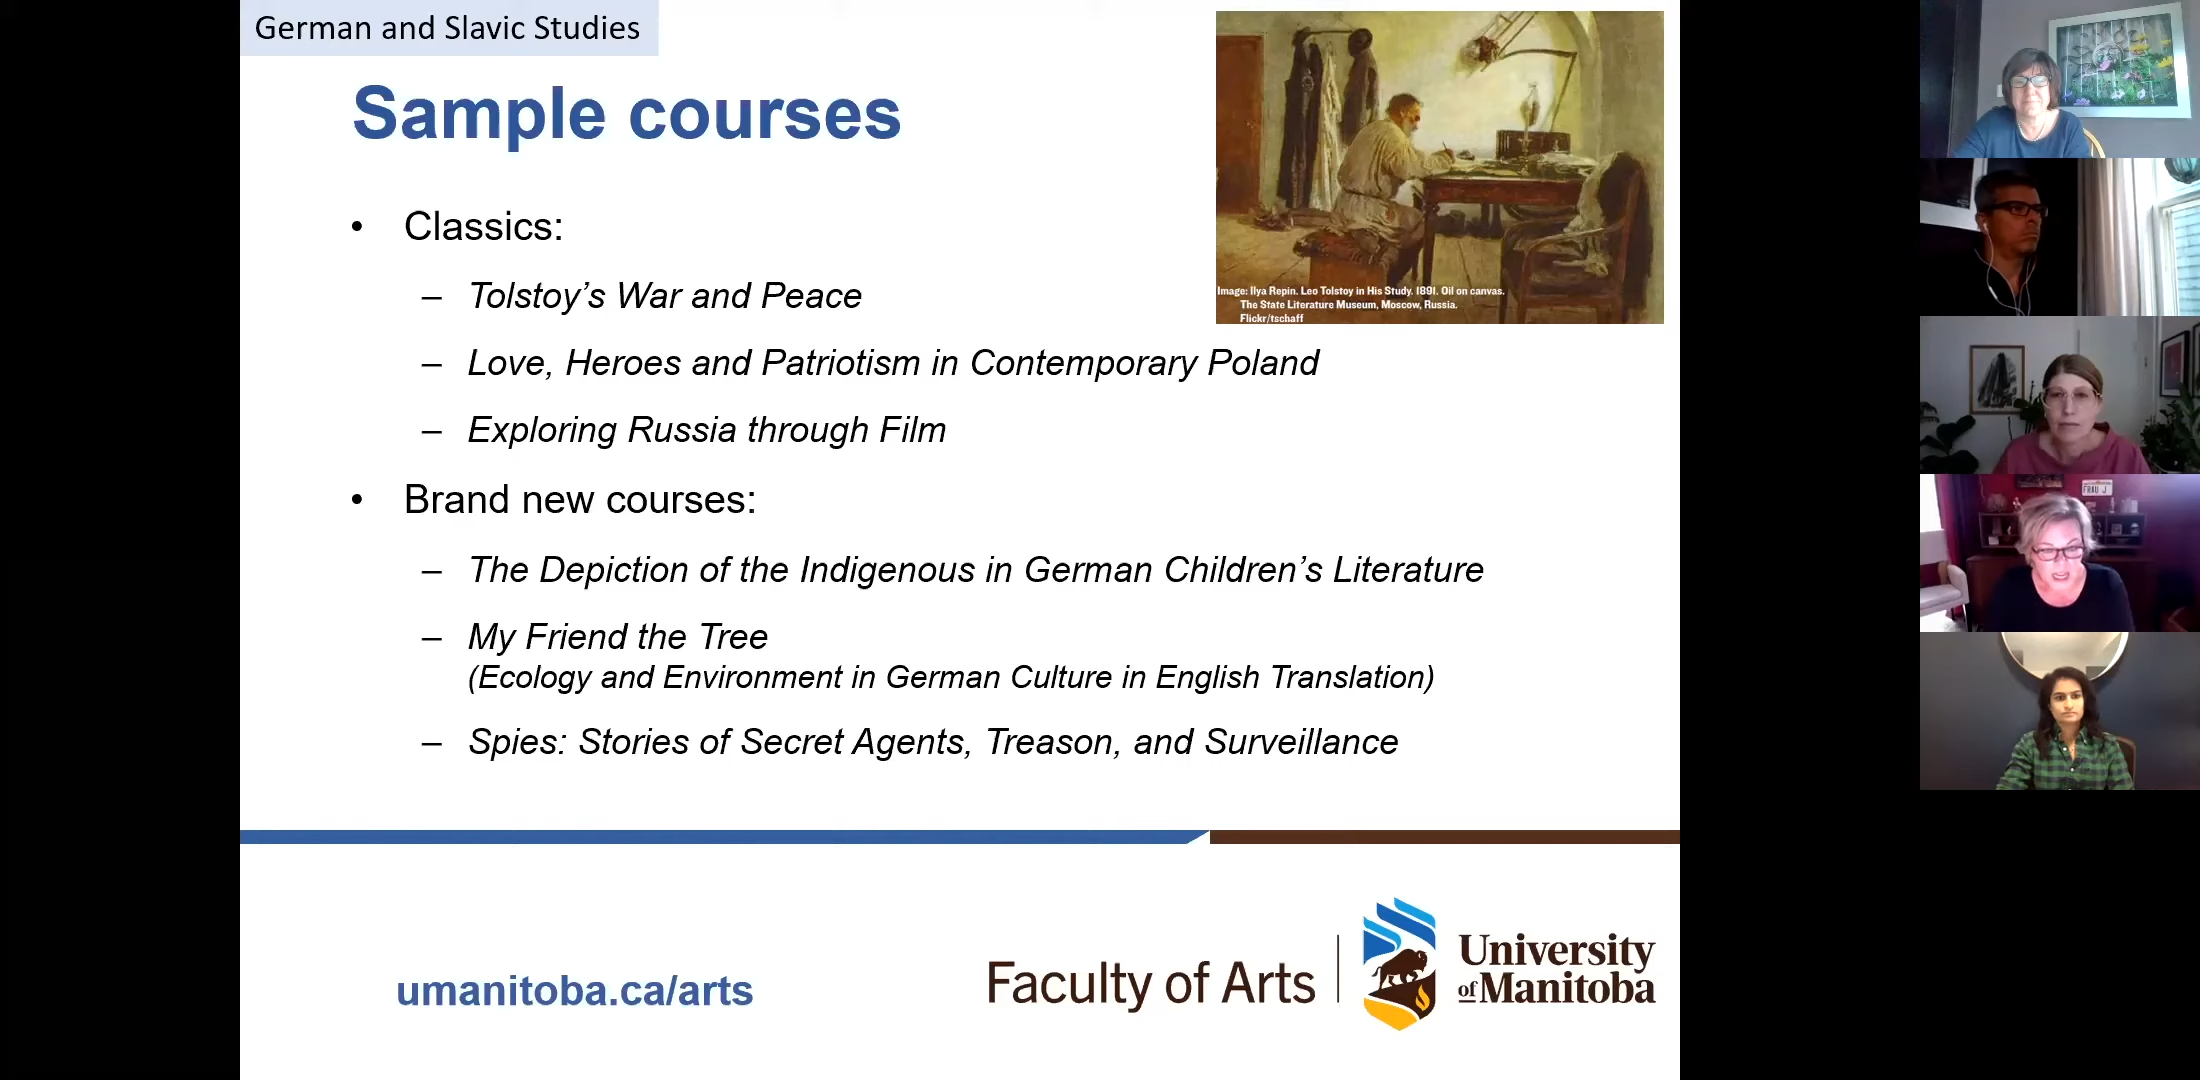 German and Slavic Studies
Sample courses
• Classics:
– Tolstoy’s War and Peace
– Love, Heroes and Patriotism in Contemporary Poland
– Exploring Russia through Film
• Brand new courses:
– The Depiction of the Indigenous in German Children’s Literature
– My Friend the Tree
(Ecology and Environment in German Culture in English Translation)
– Spies: Stories of Secret Agents, Treason, and Surveillance
Image: Ilya Repin. Leo Tolstoy in His Study. 1891. Oil on canvas.
The State Literature Museum, Moscow, Russia.
Flickr/tschaff
umanitoba.ca/arts
Faculty of Arts
University
of Manitoba
FRAU J